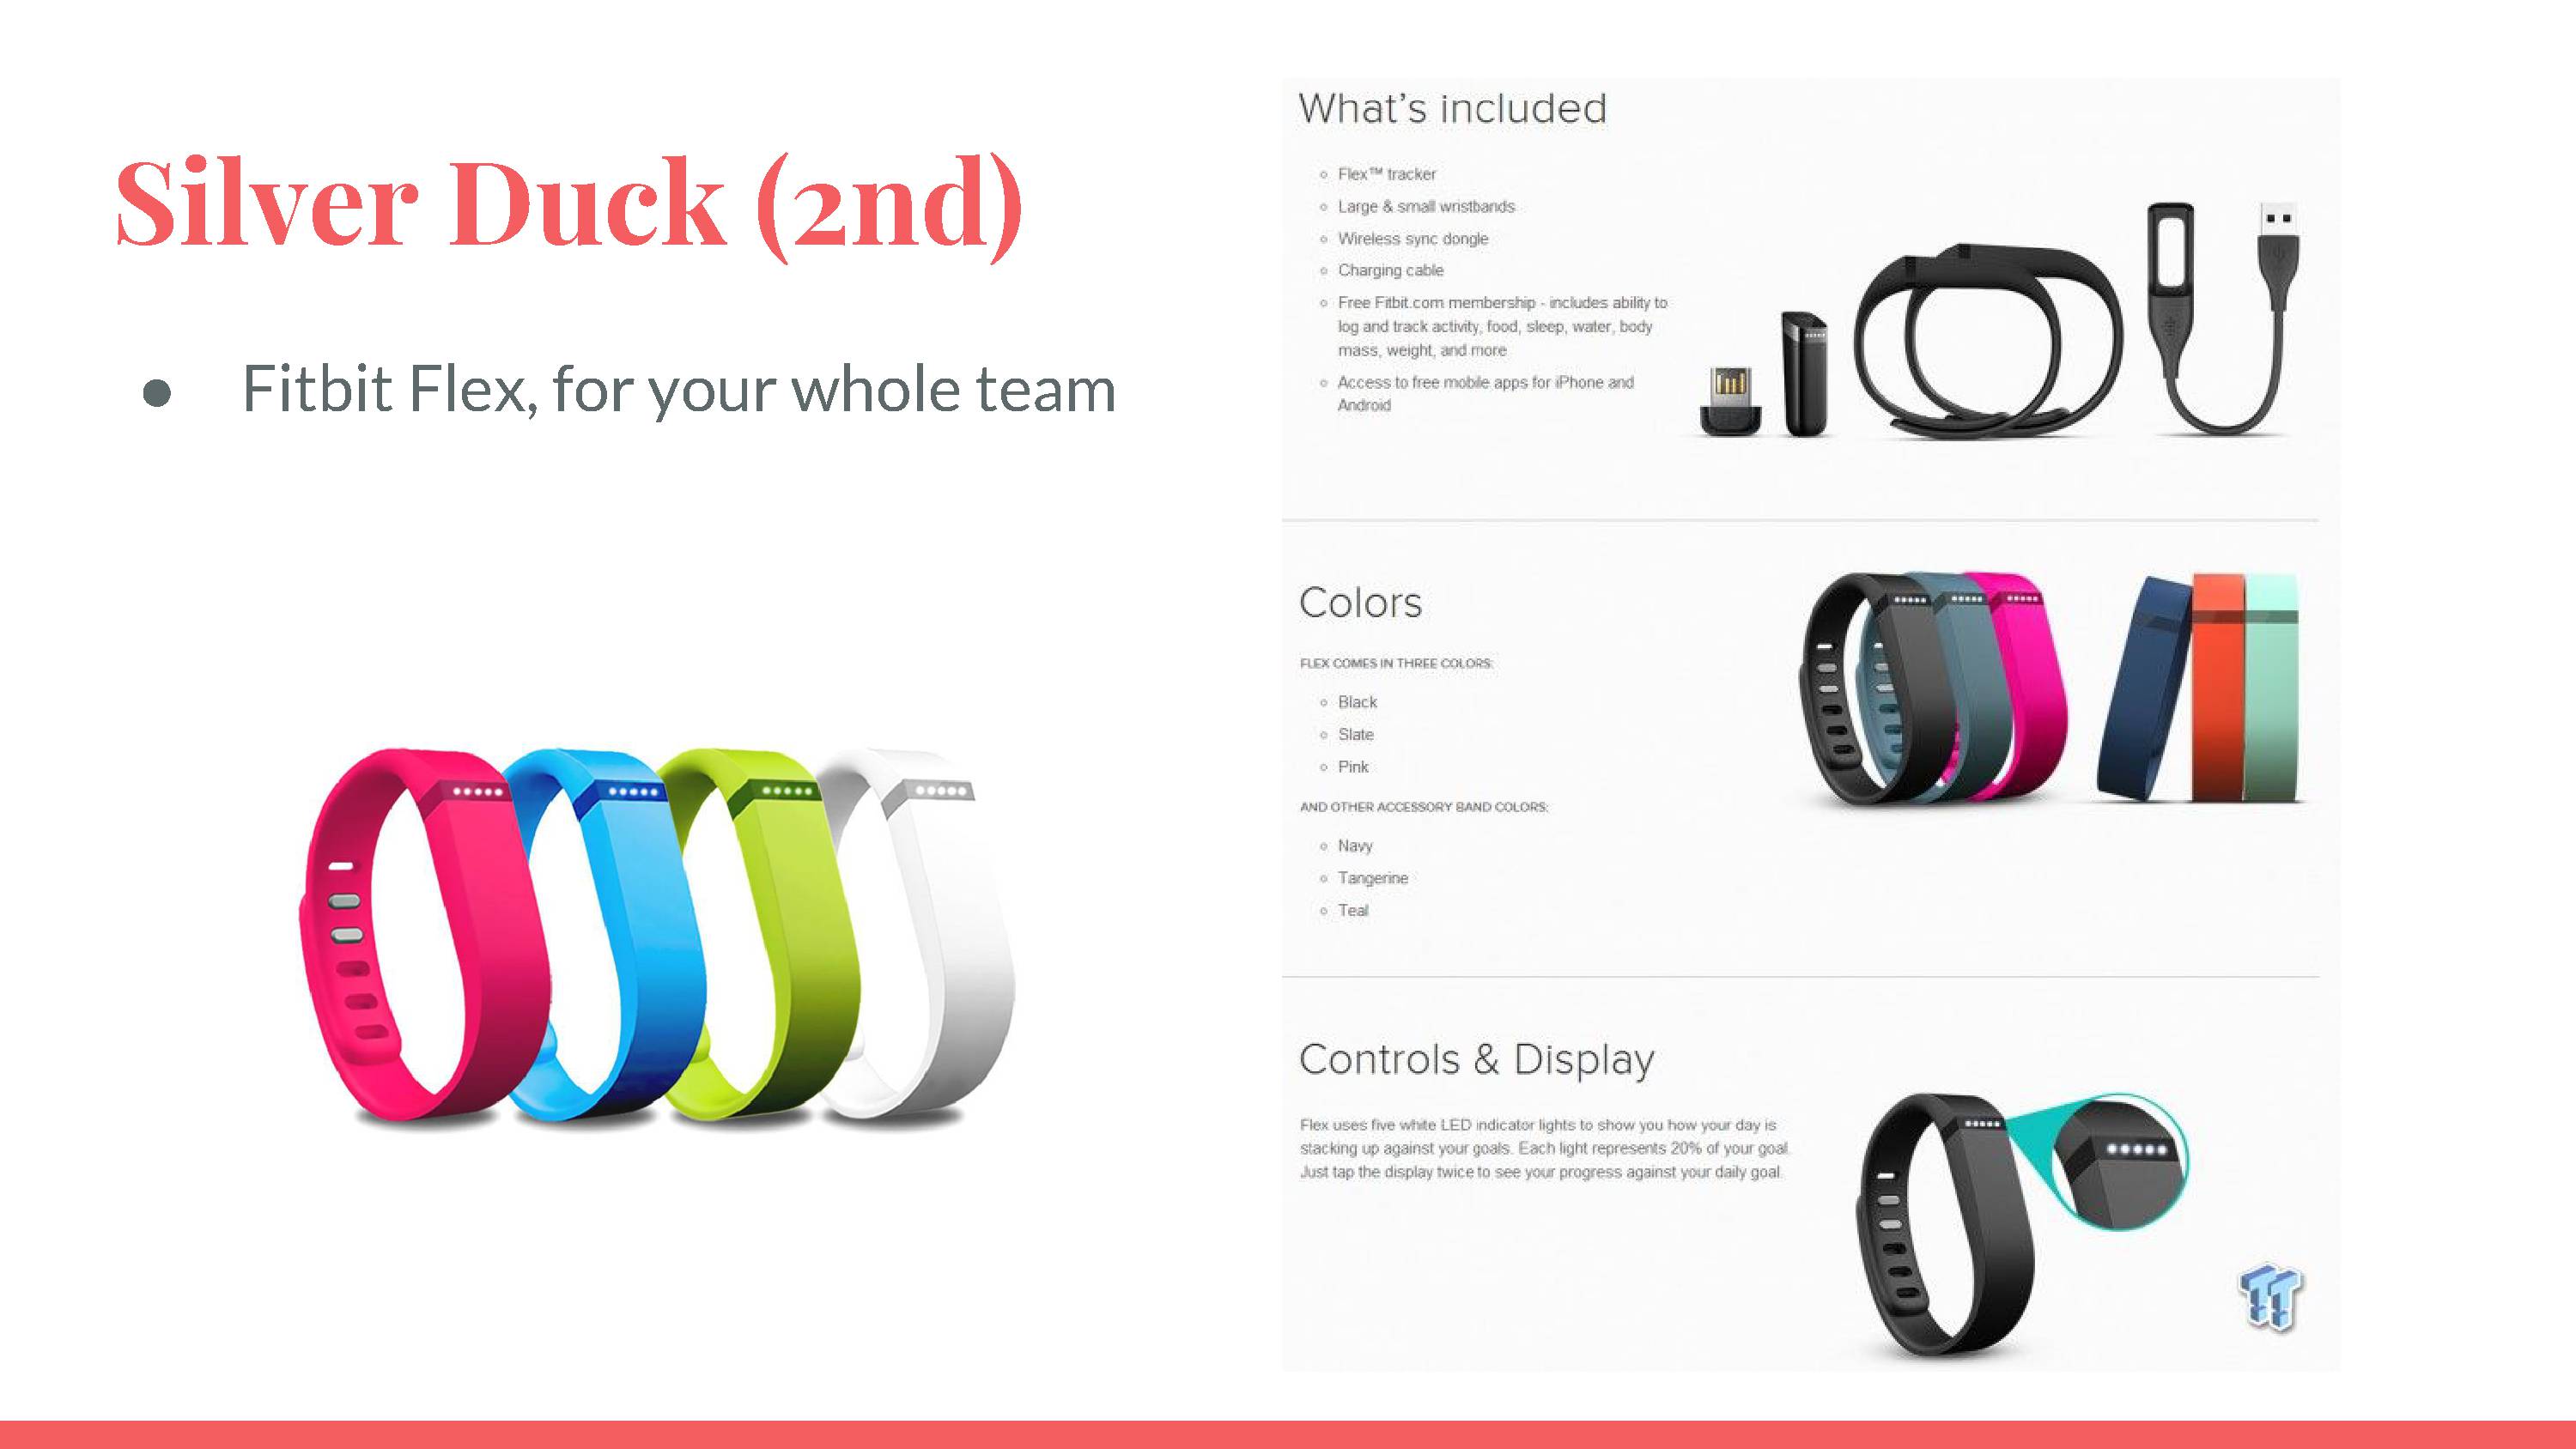 Silver Duck (2nd)
● Fitbit Flex, for your whole team
What's included
Flex™ tracker
Large & small wristbands
Wireless sync dongle
Charging cable
Free Fitbit.com membership - includes ability to
log and track activity, food, sleep, water, body
mass, weight, and more
Access to free mobile apps for iPhone and
Android
Colors
FLEX COMES IN THREE COLORS:
Black
Slate
Pink
AND OTHER ACCESSORY BAND COLORS:
Navy
Tangerine
Teal
Controls & Display
Flex uses five white LED indicator lights to show you how your day is
stacking up against your goals. Each light represents 20% of your goal.
Just tap the display twice to see your progress against your daily goal.
TT